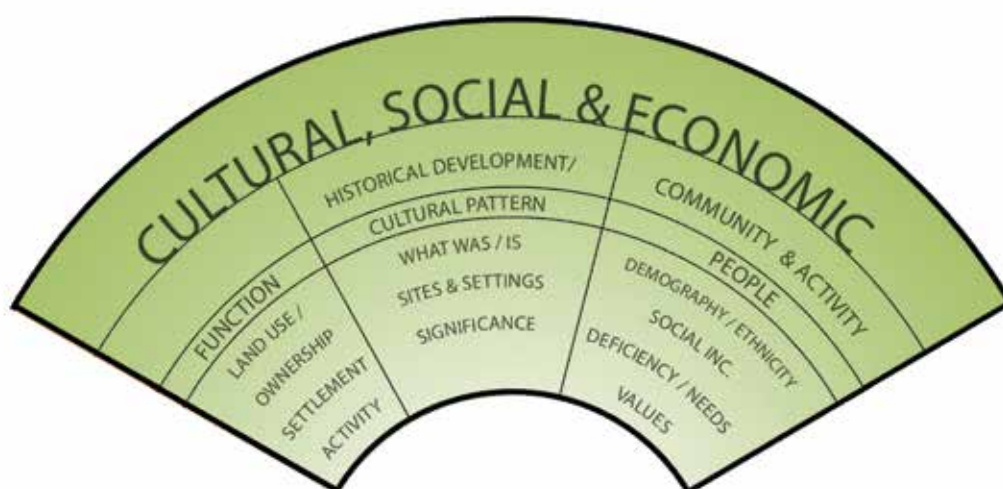 CULTURAL, SOCIAL & ECONOMIC
FUNCTION
LAND USE /
OWNERSHIP
SETTLEMENT
ACTIVITY
HISTORICAL DEVELOPMENT/
CULTURAL PATTERN
WHAT WAS / IS
SITES & SETTINGS
SIGNIFICANCE
COMMUNITY & ACTIVITY
PEOPLE
DEMOGRAPHY / ETHNICITY
SOCIAL INC.
DEFICIENCY / NEEDS
VALUES